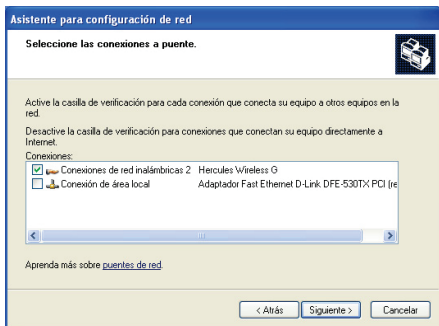 Asistente para configuración de red
Seleccione las conexiones a puente.
Active la casilla de verificación para cada conexión que conecta su equipo a otros equipos en la
red.
Desactive la casilla de verificación para conexiones que conectan su equipo directamente a
Internet.
Conexiones:
Conexiones de red inalámbricas 2 Hercules Wireless G
Conexión de área local Adaptador Fast Ethernet D-Link DFE-530TX PCI (re
Aprenda más sobre puentes de red.
< Atrás Siguiente > Cancelar